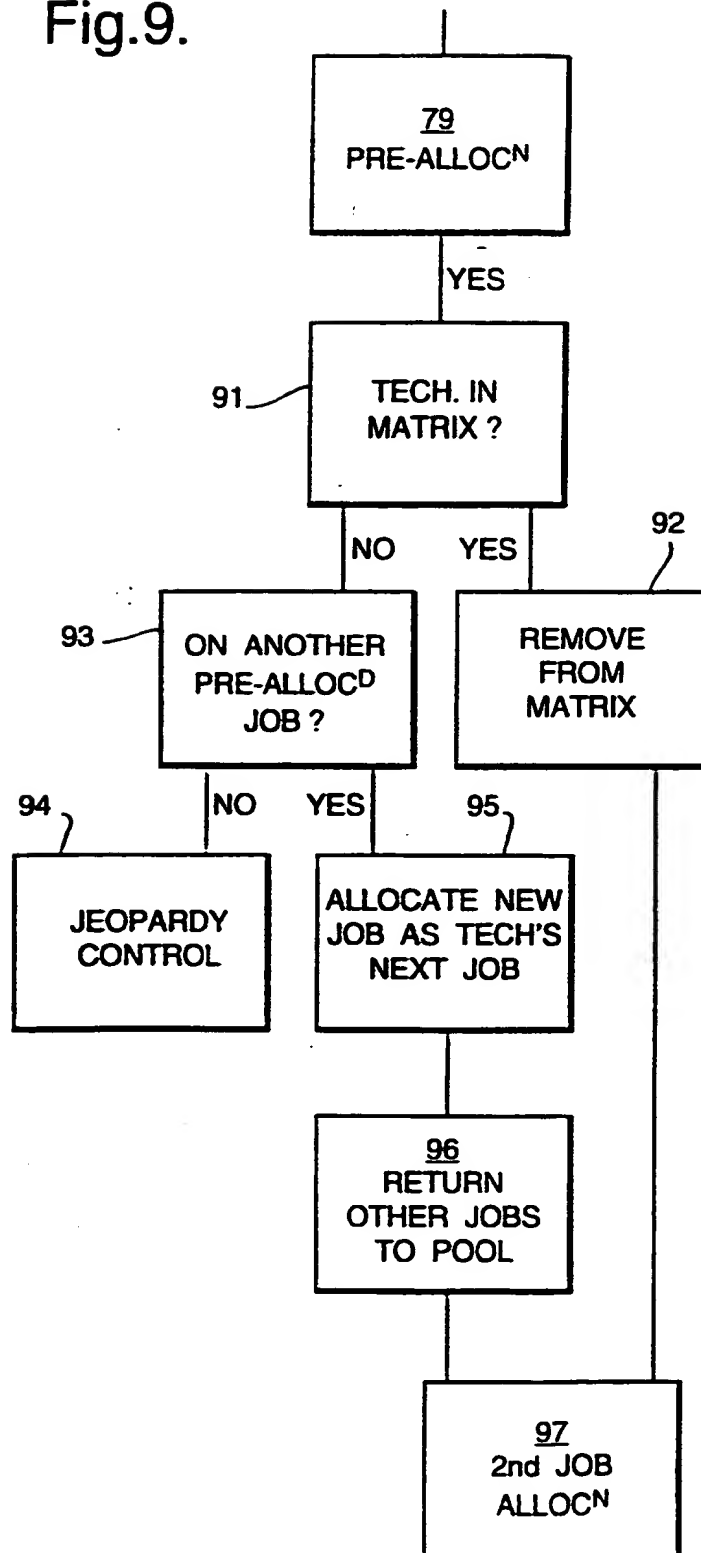 Fig.9.
79
PRE-ALLOCᴺ
YES
91
TECH. IN
MATRIX ?
NO
YES
92
93
ON ANOTHER
PRE-ALLOCᴰ
JOB ?
REMOVE
FROM
MATRIX
94
NO
YES
95
JEOPARDY
CONTROL
ALLOCATE NEW
JOB AS TECH'S
NEXT JOB
96
RETURN
OTHER JOBS
TO POOL
97
2nd JOB
ALLOCᴺ